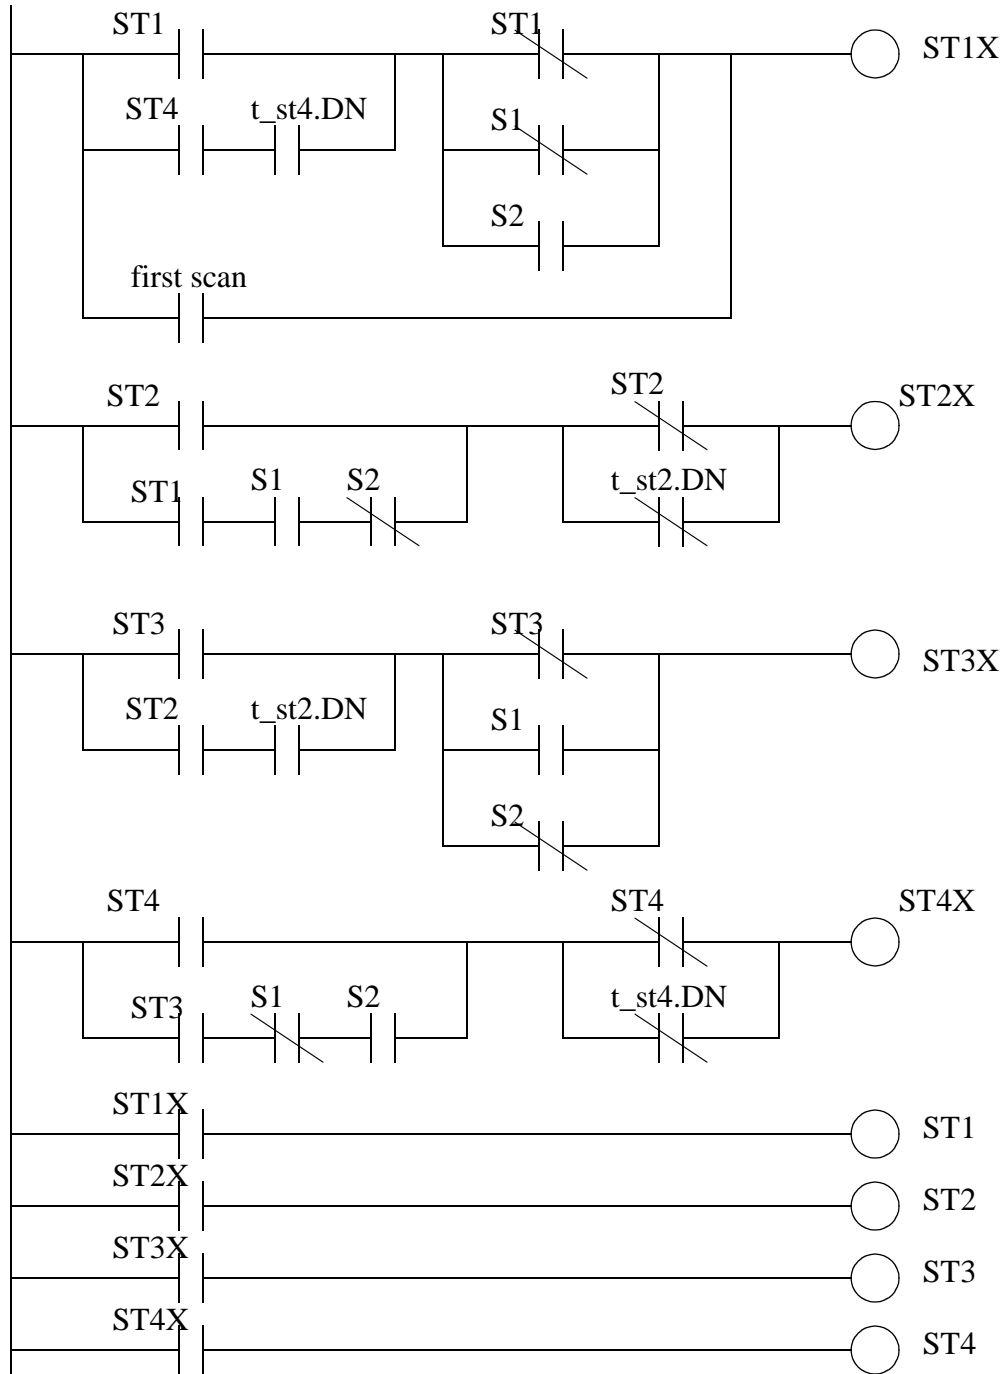 ST1 ST1 ST1X
ST4 t_st4.DN
S1
S2
first scan
ST2 ST2 ST2X
ST1 S1 S2 t_st2.DN
ST3 ST3 ST3X
ST2 t_st2.DN S1
S2
ST4 ST4 ST4X
ST3 S1 S2 t_st4.DN
ST1X ST1
ST2X ST2
ST3X ST3
ST4X ST4